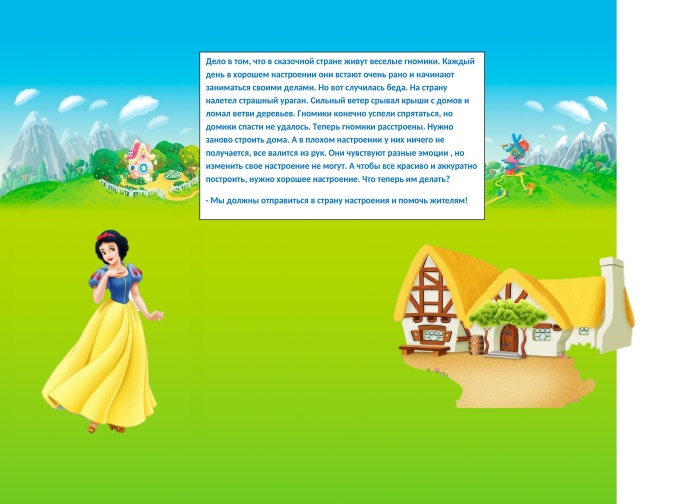 Дело в том, что в сказочной стране живут веселые гномики. Каждый
день в хорошем настроении они встают очень рано и начинают
заниматься своими делами. Но вот случилась беда. На страну
налетел страшный ураган. Сильный ветер срывал крыши с домов и
ломал ветви деревьев. Гномики конечно успели спрятаться, но
домики спасти не удалось. Теперь гномики расстроены. Нужно
заново строить дома. А в плохом настроении у них ничего не
получается, все валится из рук. Они чувствуют разные эмоции , но
изменить свое настроение не могут. А чтобы все красиво и аккуратно
построить, нужно хорошее настроение. Что теперь им делать?
- Мы должны отправиться в страну настроения и помочь жителям!